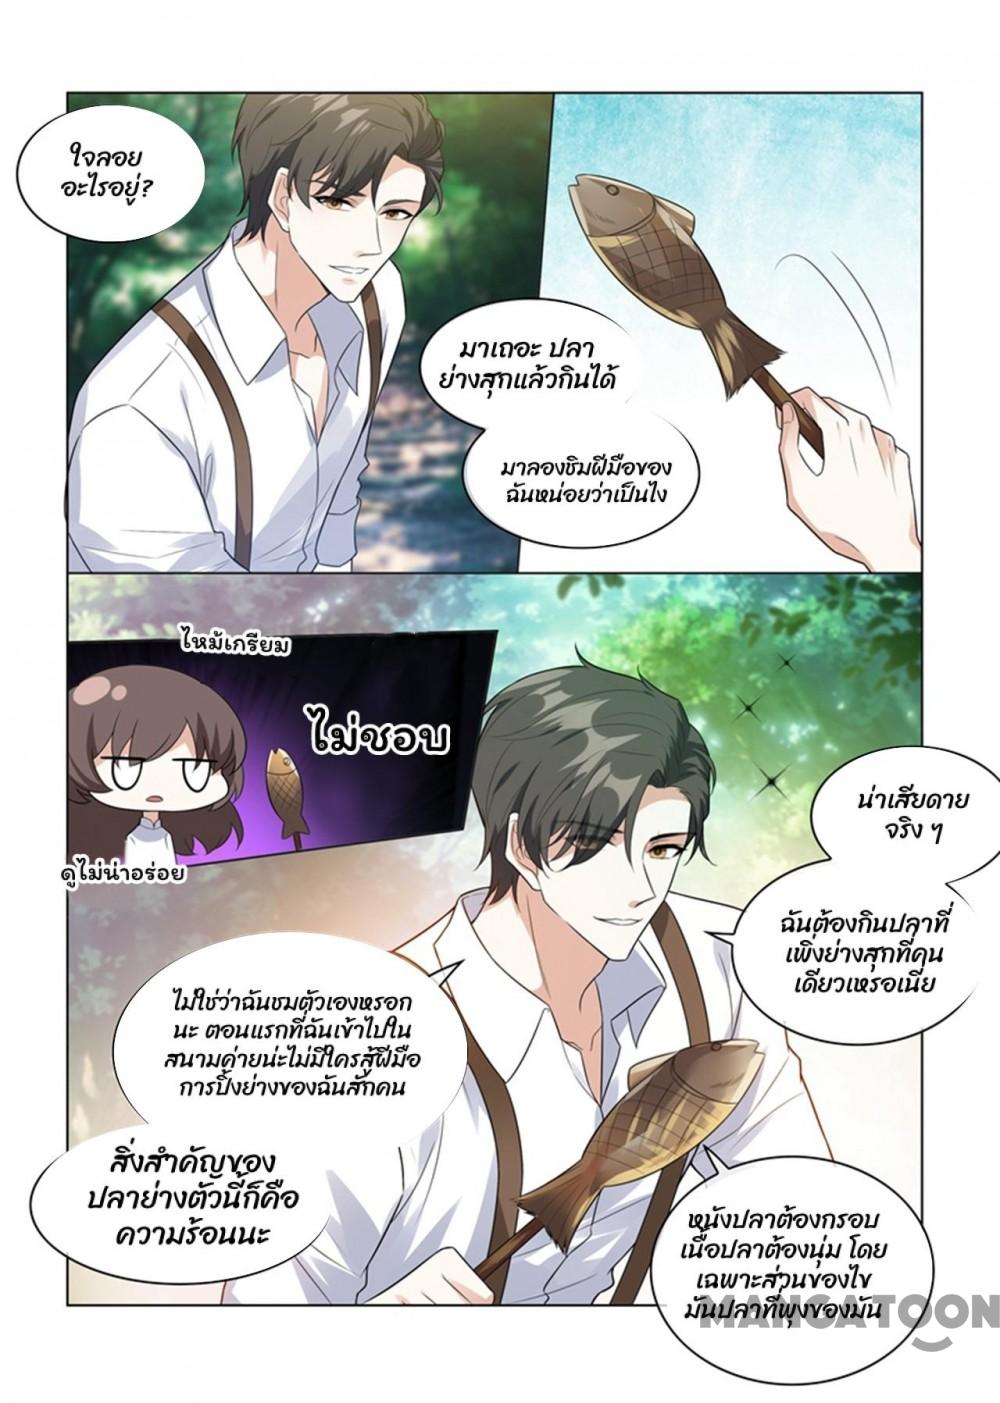 ใจลอย
อะไรอยู่?
มาเถอะ ปลา
ย่างสุกแล้วกินได้
มาลองชิมฝีมือของ
ฉันหน่อยว่าเป็นไง
ไหม้เกรียม
ไม่ชอบ
ดูไม่น่าอร่อย
น่าเสียดาย
จริง ๆ
ฉันต้องกินปลาที่
เพิ่งย่างสุกที่คน
เดียวเหรอเนี่ย
ไม่ใช่ว่าฉันชมตัวเองหรอก
นะ ตอนแรกที่ฉันเข้าไปใน
สนามค่ายน่ะไม่มีใครสู้ฝีมือ
การปิ้งย่างของฉันสักคน
สิ่งสำคัญของ
ปลาย่างตัวนี้ก็คือ
ความร้อนนะ
หนังปลาต้องกรอบ
เนื้อปลาต้องนุ่ม โดย
เฉพาะส่วนของไข
มันปลาที่พุงของมัน
MANGATOON